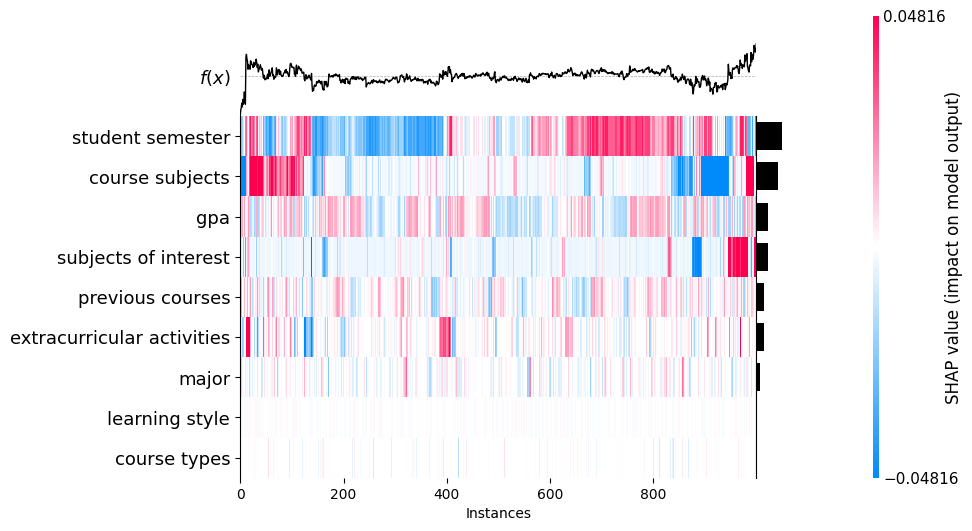 0.04816
f(x)
student semester
course subjects
gpa
subjects of interest
previous courses
extracurricular activities
major
learning style
course types
0 200 400 600 800
Instances
−0.04816
SHAP value (impact on model output)